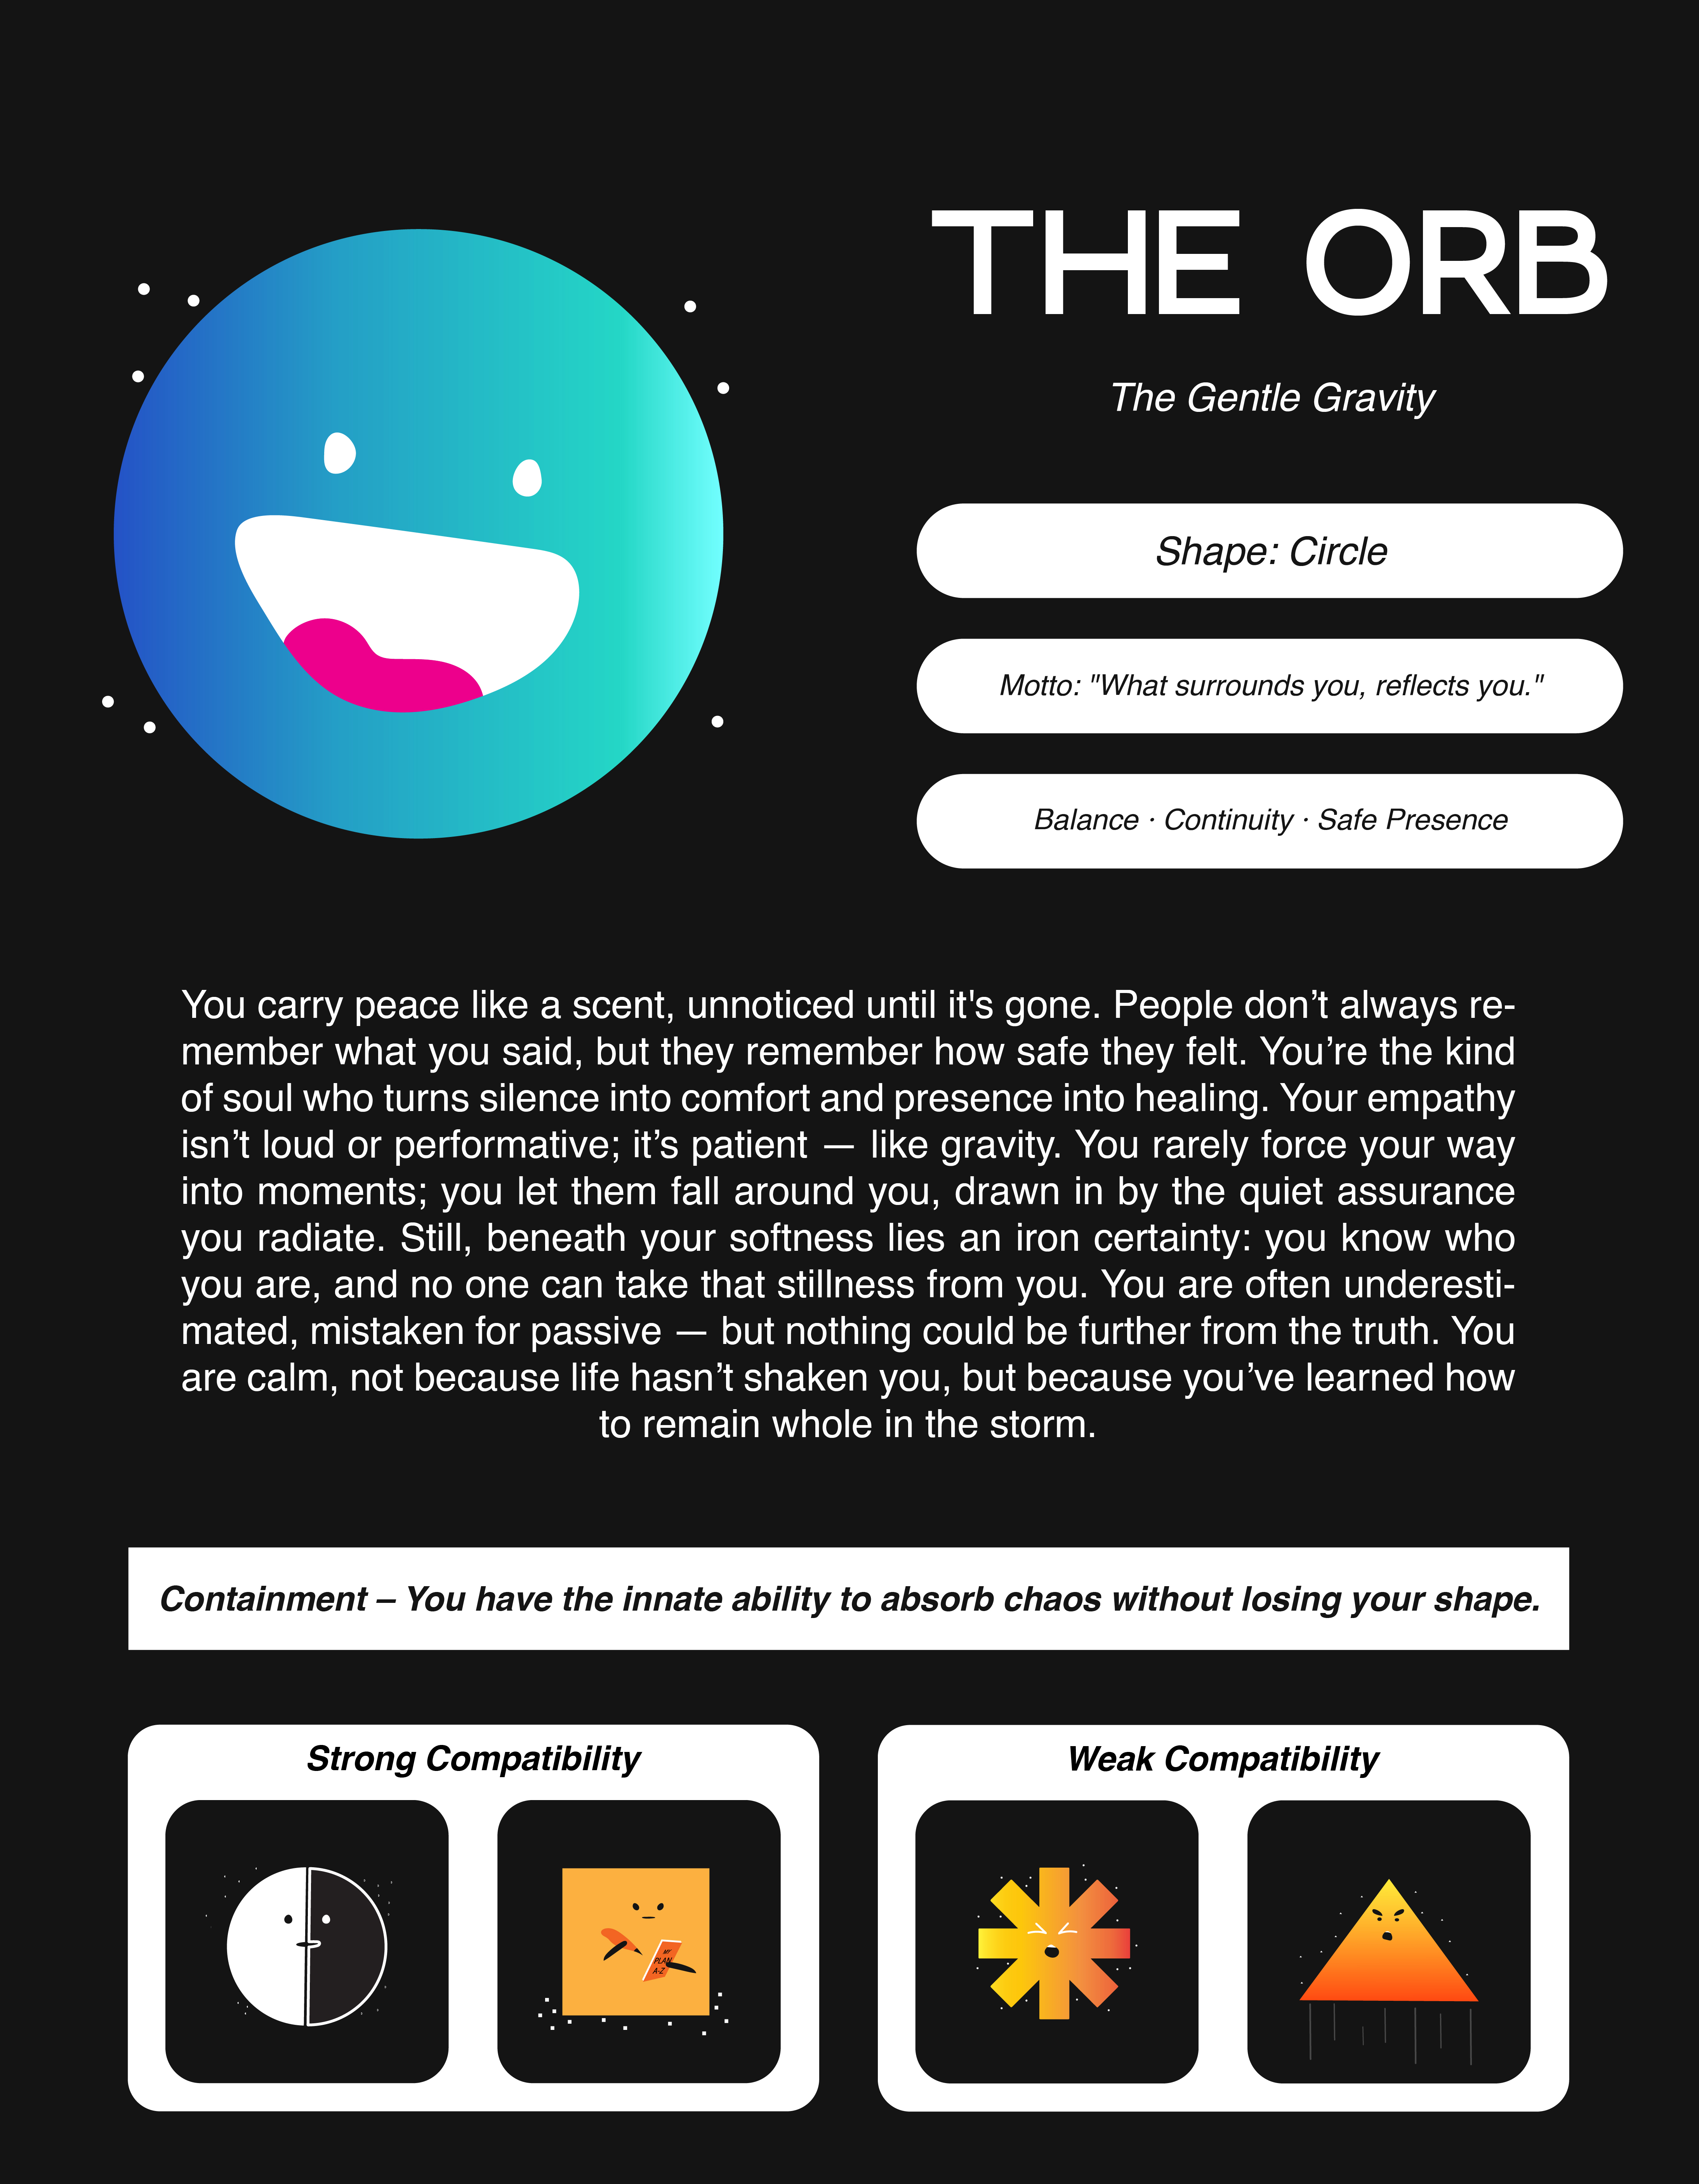 THE ORB
The Gentle Gravity
Shape: Circle
Motto: "What surrounds you, reflects you."
Balance · Continuity · Safe Presence
You carry peace like a scent, unnoticed until it's gone. People don’t always re-
member what you said, but they remember how safe they felt. You’re the kind
of soul who turns silence into comfort and presence into healing. Your empathy
isn’t loud or performative; it’s patient — like gravity. You rarely force your way
into moments; you let them fall around you, drawn in by the quiet assurance
you radiate. Still, beneath your softness lies an iron certainty: you know who
you are, and no one can take that stillness from you. You are often underesti-
mated, mistaken for passive — but nothing could be further from the truth. You
are calm, not because life hasn’t shaken you, but because you’ve learned how
to remain whole in the storm.
Containment – You have the innate ability to absorb chaos without losing your shape.
Strong Compatibility
MY
PLAN
A-Z
Weak Compatibility